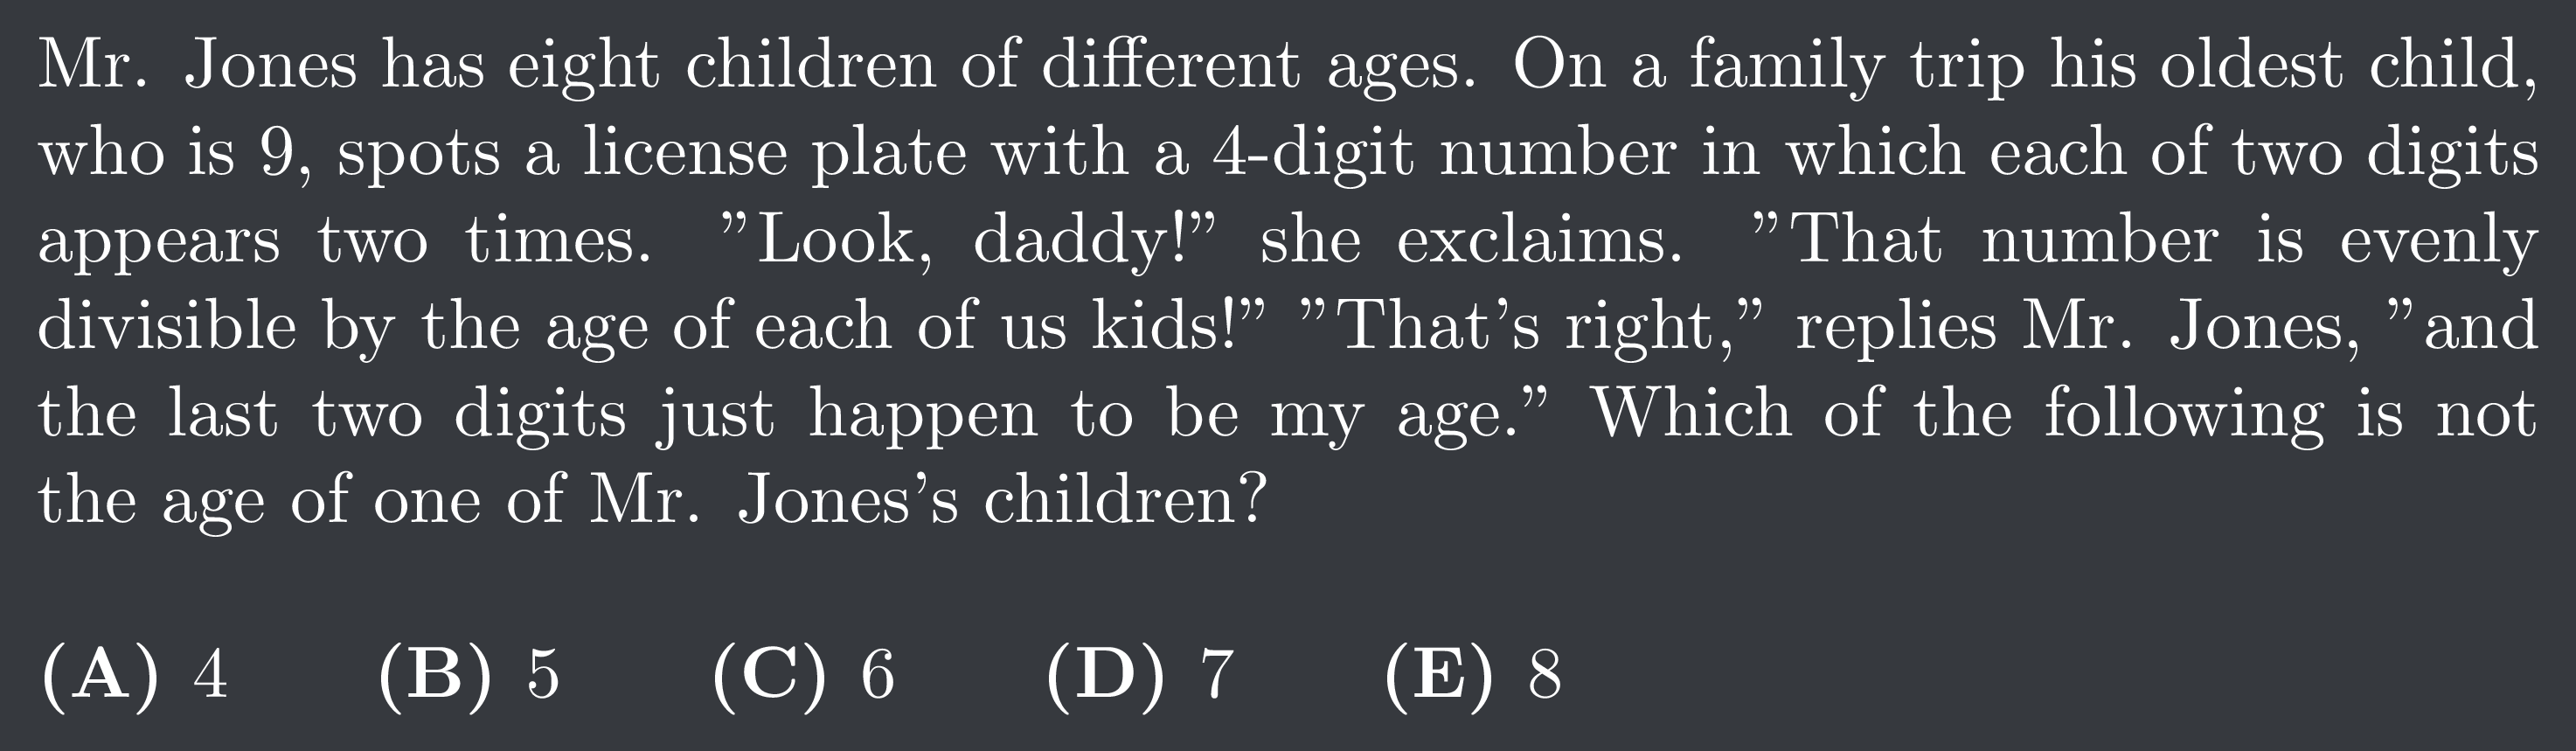 Mr. Jones has eight children of different ages. On a family trip his oldest child,
who is 9, spots a license plate with a 4-digit number in which each of two digits
appears two times. ”Look, daddy!” she exclaims. ”That number is evenly
divisible by the age of each of us kids!” ”That’s right,” replies Mr. Jones, ”and
the last two digits just happen to be my age.” Which of the following is not
the age of one of Mr. Jones’s children?
(A) 4 (B) 5 (C) 6 (D) 7 (E) 8